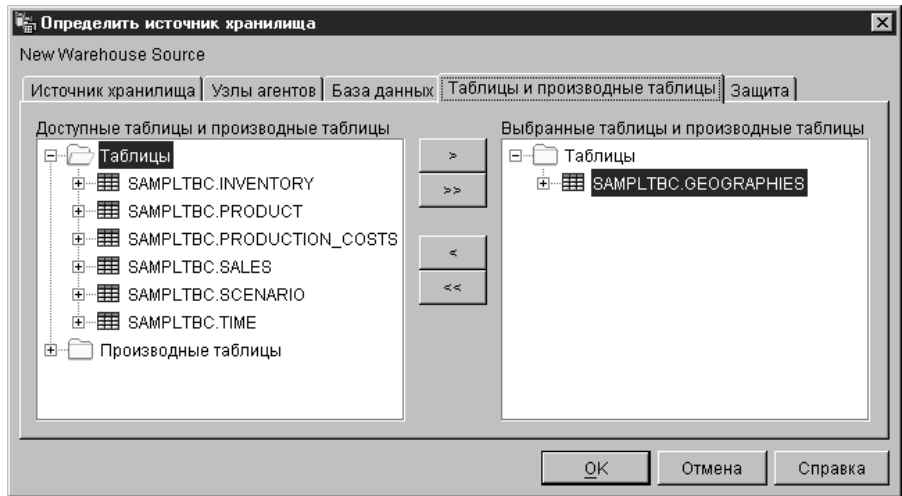 Определить источник хранилища
New Warehouse Source
Источник хранилища Узлы агентов База данных Таблицы и производные таблицы Защита
Доступные таблицы и производные таблицы
Таблицы
SAMPLTBC.INVENTORY
SAMPLTBC.PRODUCT
SAMPLTBC.PRODUCTION_COSTS
SAMPLTBC.SALES
SAMPLTBC.SCENARIO
SAMPLTBC.TIME
Производные таблицы
>
>>
<
<<
Выбранные таблицы и производные таблицы
Таблицы
SAMPLTBC.GEOGRAPHIES
OK Отмена Справка